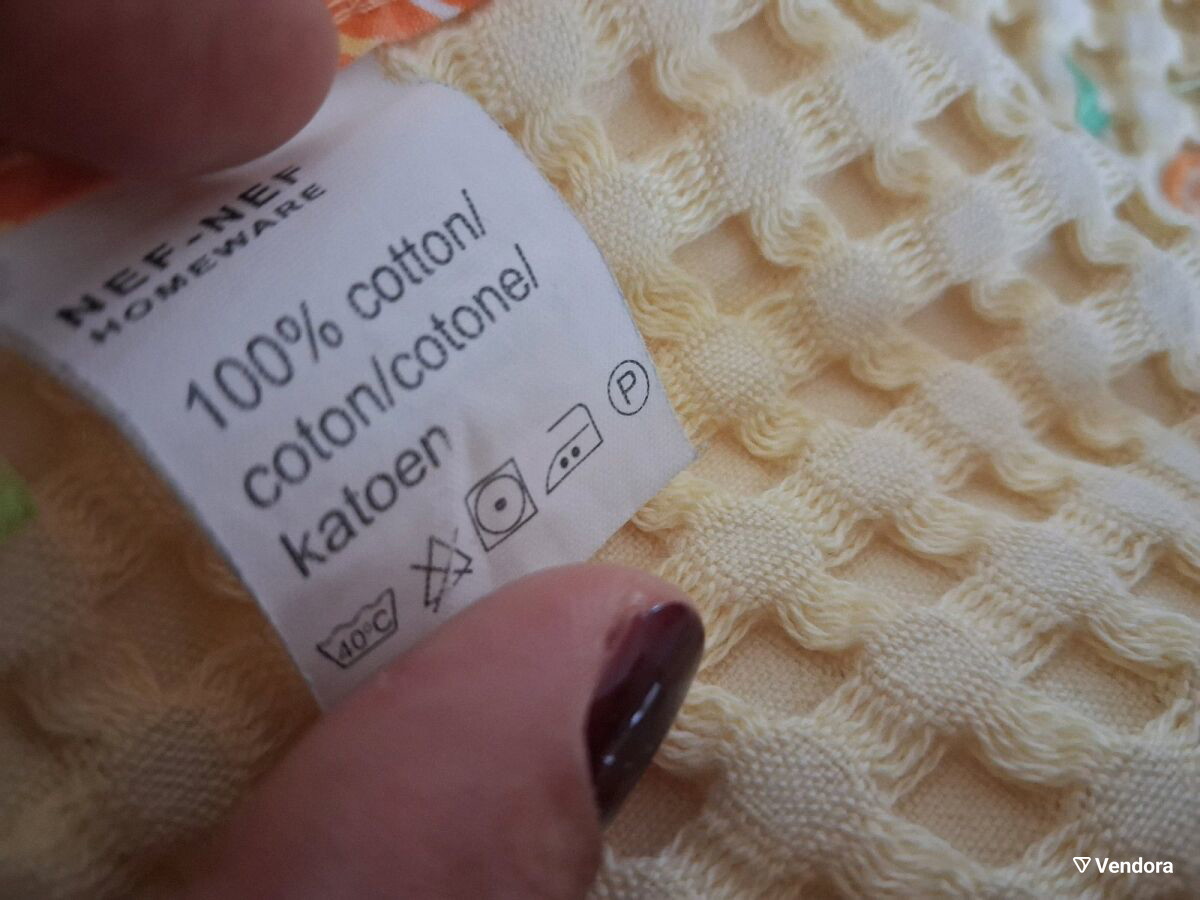 NEF-NEF
HOMEWARE
100% cotton/
coton/cotone/
katoen
40°C
P
Vendora